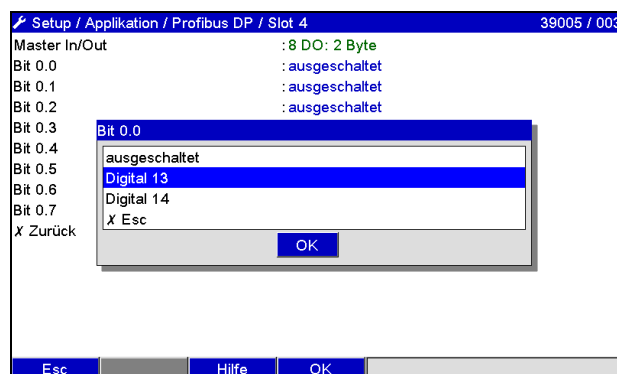 Setup / Applikation / Profibus DP / Slot 4 39005 / 003
Master In/Out :8 DO: 2 Byte
Bit 0.0 :ausgeschaltet
Bit 0.1 :ausgeschaltet
Bit 0.2 :ausgeschaltet
Bit 0.3
Bit 0.4
Bit 0.5
Bit 0.6
Bit 0.7
X Zurück
Bit 0.0
ausgeschaltet
Digital 13
Digital 14
X Esc
OK
Esc Hilfe OK